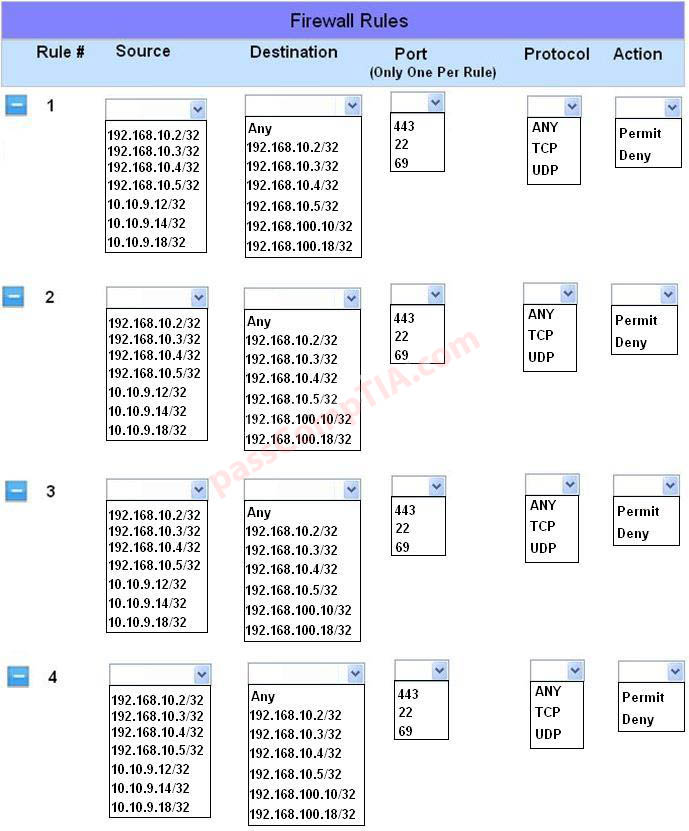 Firewall Rules
Rule # Source Destination Port Protocol Action
(Only One Per Rule)
1
192.168.10.2/32
192.168.10.3/32
192.168.10.4/32
192.168.10.5/32
10.10.9.12/32
10.10.9.14/32
10.10.9.18/32
Any
192.168.10.2/32
192.168.10.3/32
192.168.10.4/32
192.168.10.5/32
192.168.100.10/32
192.168.100.18/32
443
22
69
ANY
TCP
UDP
Permit
Deny
2
192.168.10.2/32
192.168.10.3/32
192.168.10.4/32
192.168.10.5/32
10.10.9.12/32
10.10.9.14/32
10.10.9.18/32
Any
192.168.10.2/32
192.168.10.3/32
192.168.10.4/32
192.168.10.5/32
192.168.100.10/32
192.168.100.18/32
443
22
69
ANY
TCP
UDP
Permit
Deny
passCompTIA.com
3
192.168.10.2/32
192.168.10.3/32
192.168.10.4/32
192.168.10.5/32
10.10.9.12/32
10.10.9.14/32
10.10.9.18/32
Any
192.168.10.2/32
192.168.10.3/32
192.168.10.4/32
192.168.10.5/32
192.168.100.10/32
192.168.100.18/32
443
22
69
ANY
TCP
UDP
Permit
Deny
4
192.168.10.2/32
192.168.10.3/32
192.168.10.4/32
192.168.10.5/32
10.10.9.12/32
10.10.9.14/32
10.10.9.18/32
Any
192.168.10.2/32
192.168.10.3/32
192.168.10.4/32
192.168.10.5/32
192.168.100.10/32
192.168.100.18/32
443
22
69
ANY
TCP
UDP
Permit
Deny